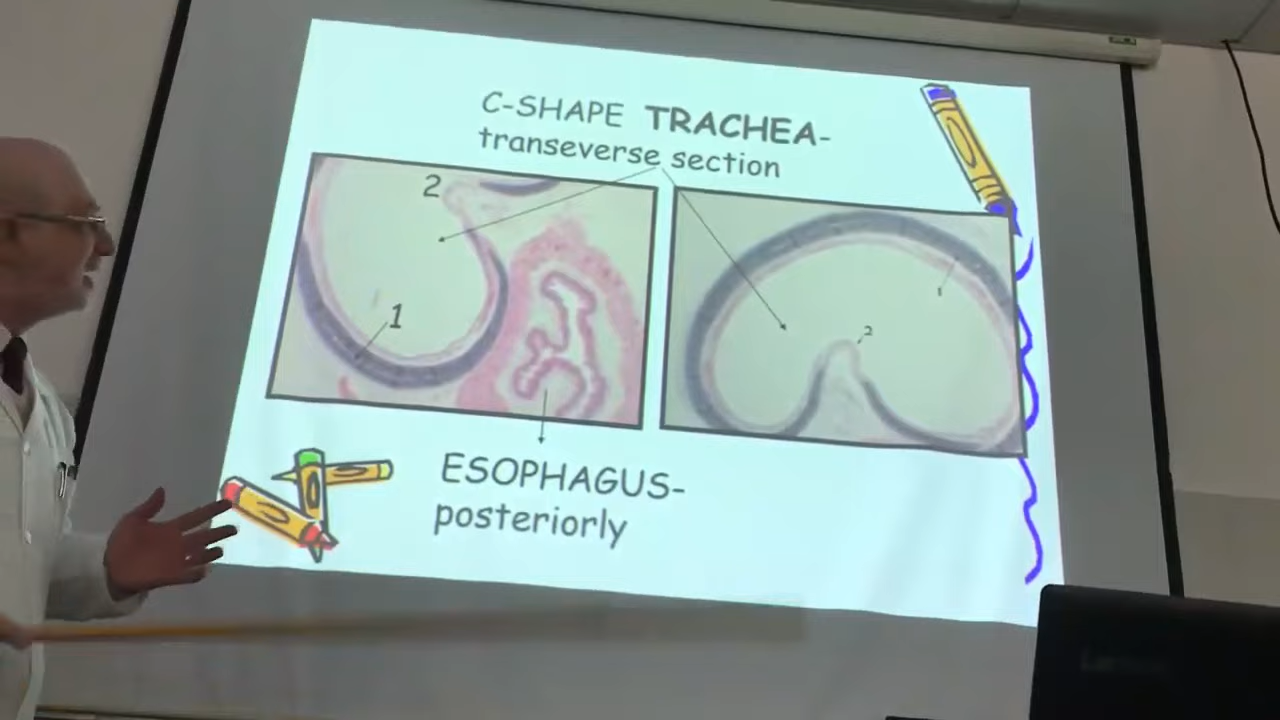 C-SHAPE TRACHEA-
transeverse section
2
1
1
2
ESOPHAGUS-
posteriorly